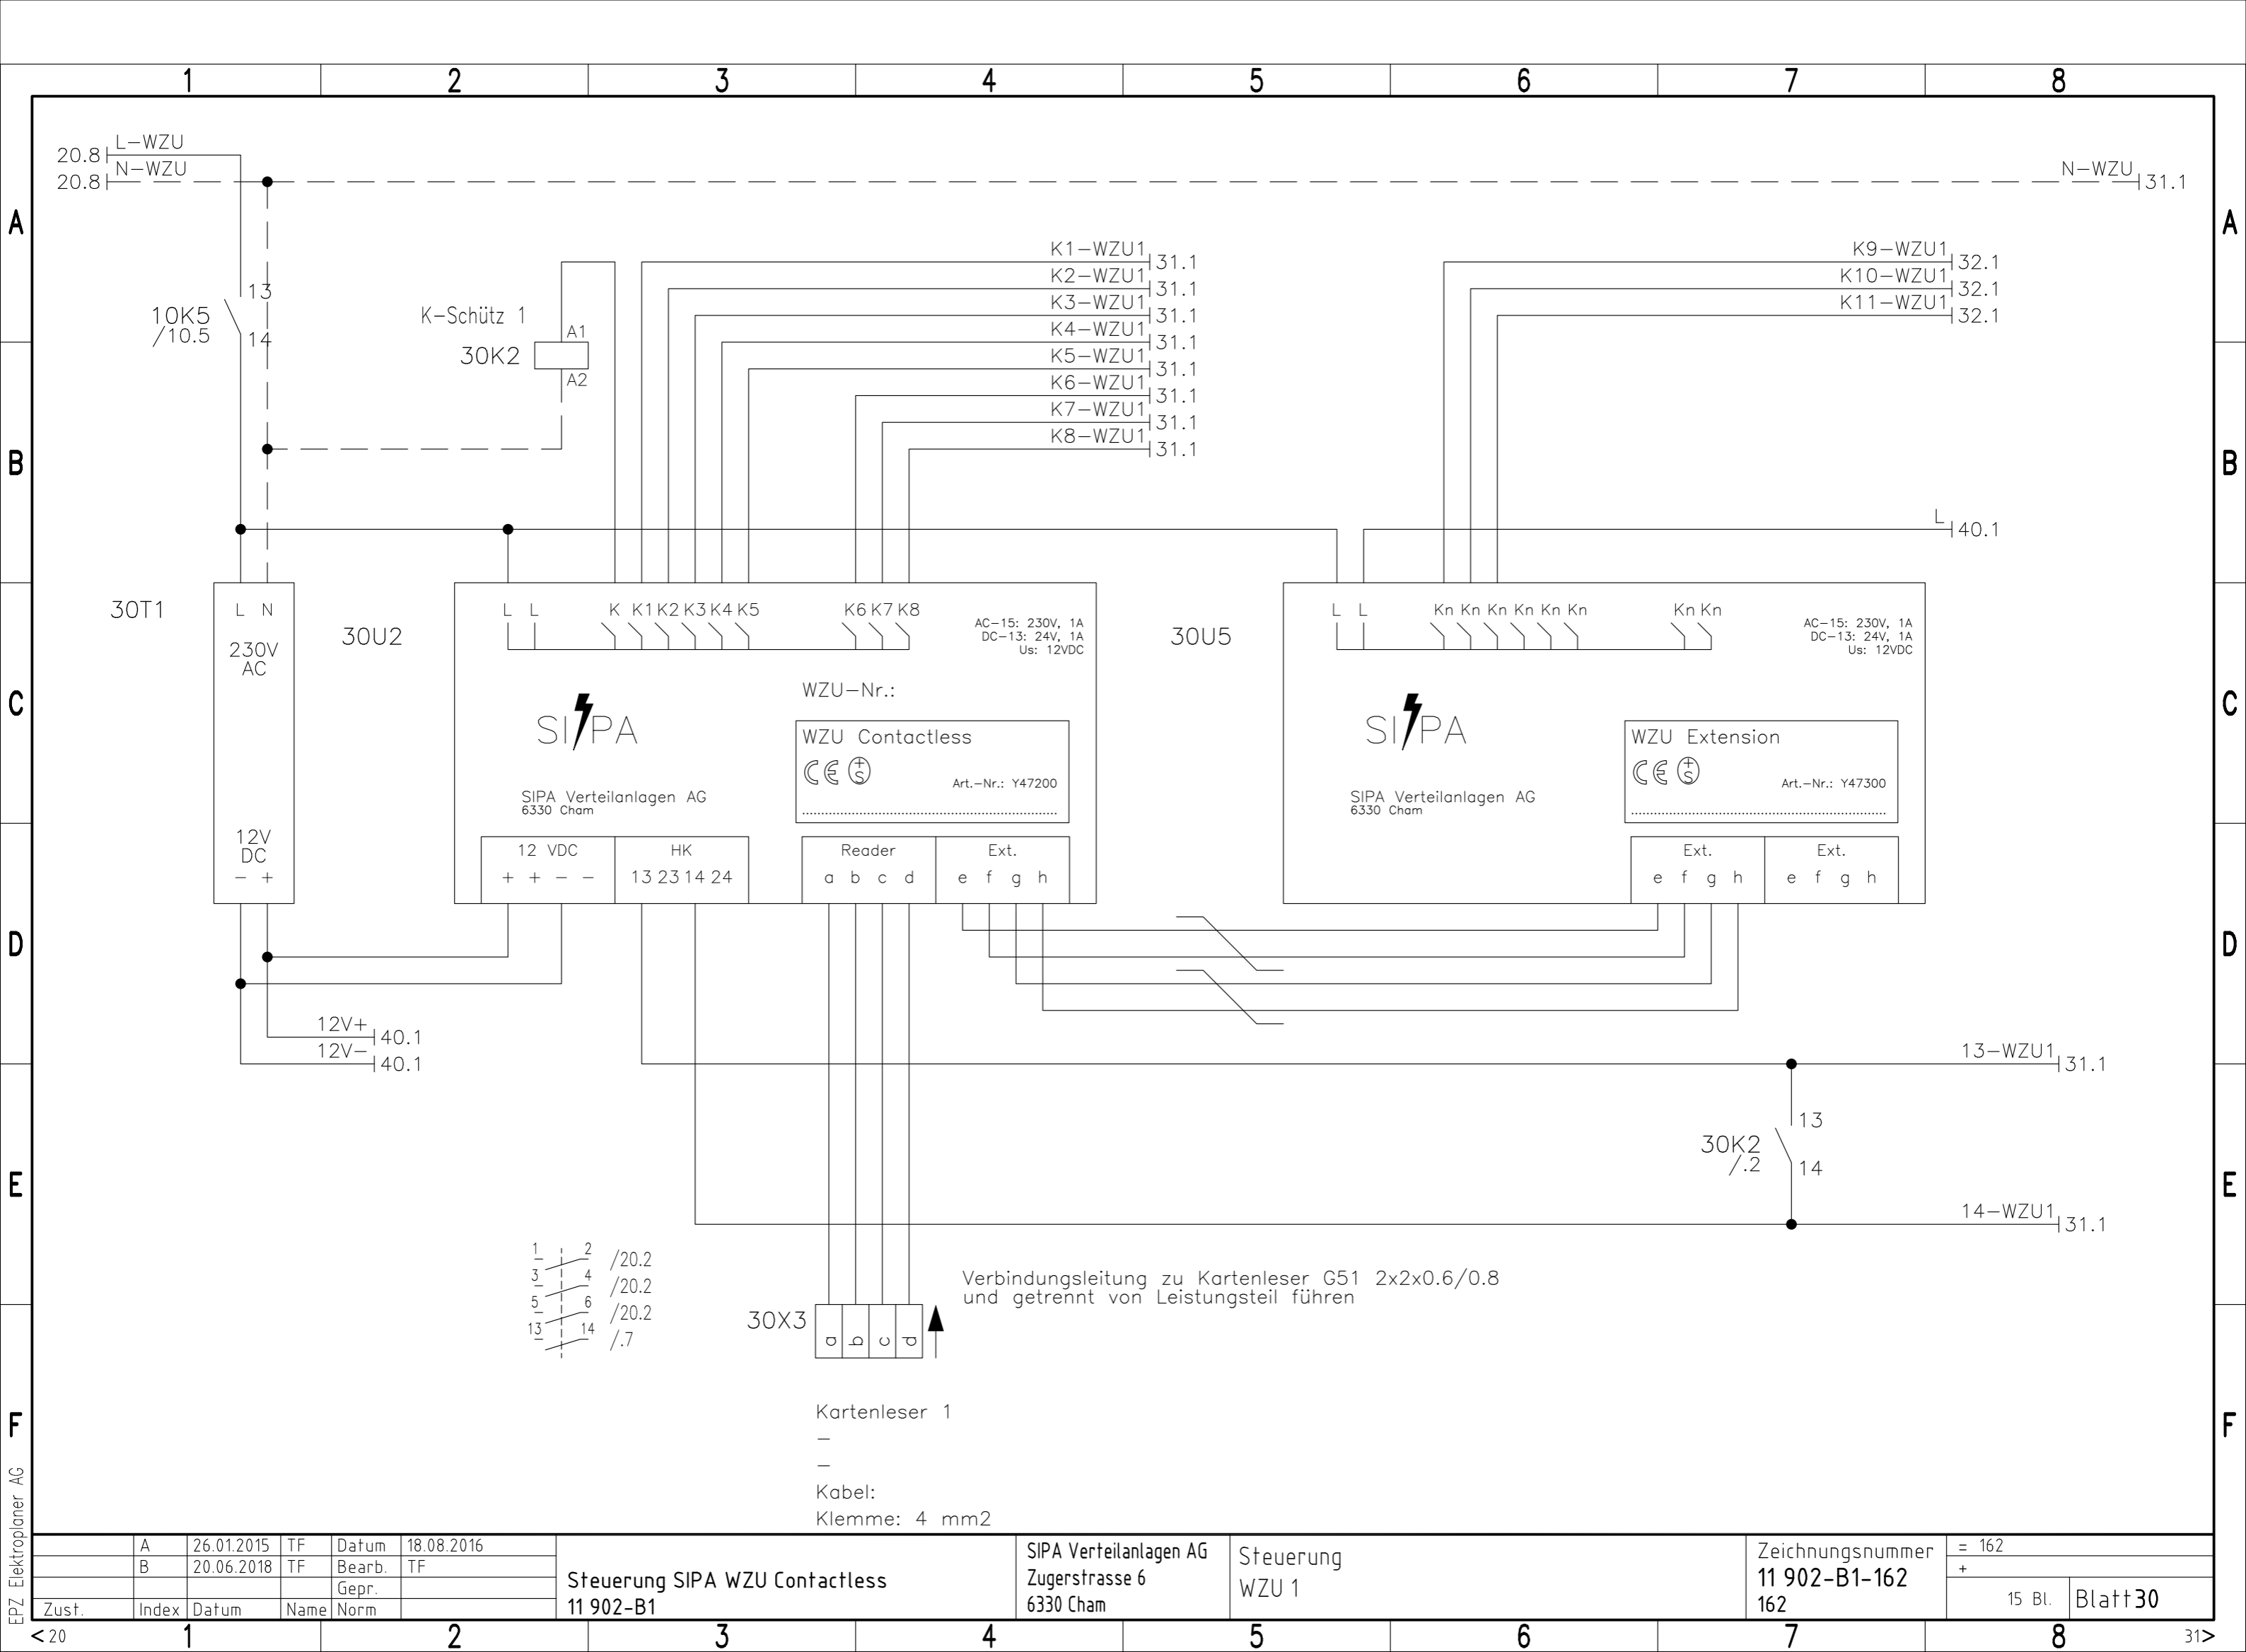 1 2 3 4 5 6 7 8
20.8 L-WZU
20.8 N-WZU
N-WZU 31.1
A A
K1-WZU1 31.1
K2-WZU1 31.1
K3-WZU1 31.1
K4-WZU1 31.1
K5-WZU1 31.1
K6-WZU1 31.1
K7-WZU1 31.1
K8-WZU1 31.1
K9-WZU1 32.1
K10-WZU1 32.1
K11-WZU1 32.1
13
10K5
/10.5
14
K-Schütz 1
A1
30K2
A2
B B
L 40.1
30T1
L N
230V
AC
12V
DC
- +
30U2
L L K K1 K2 K3 K4 K5 K6 K7 K8
AC-15: 230V, 1A
DC-13: 24V, 1A
Us: 12VDC
WZU-Nr.:
SIPA
WZU Contactless
CE +S
Art.-Nr.: Y47200
SIPA Verteilanlagen AG
6330 Cham
12 VDC HK Reader Ext.
+ + - - 13 23 14 24 a b c d e f g h
30U5
L L Kn Kn Kn Kn Kn Kn Kn Kn
AC-15: 230V, 1A
DC-13: 24V, 1A
Us: 12VDC
SIPA
WZU Extension
CE +S
Art.-Nr.: Y47300
SIPA Verteilanlagen AG
6330 Cham
Ext. Ext.
e f g h e f g h
C C
D D
12V+ 40.1
12V- 40.1
13-WZU1 31.1
13
30K2
/.2
14
14-WZU1 31.1
E E
1 2 /20.2
3 4 /20.2
5 6 /20.2
13 14 /.7
Verbindungsleitung zu Kartenleser G51 2x2x0.6/0.8
und getrennt von Leistungsteil führen
30X3
a b c d
Kartenleser 1
-
-
Kabel:
Klemme: 4 mm2
F F
EPZ Elektroplaner AG
A 26.01.2015 TF Datum 18.08.2016
B 20.06.2018 TF Bearb. TF
Gepr.
Zust. Index Datum Name Norm
Steuerung SIPA WZU Contactless
11 902-B1
SIPA Verteilanlagen AG
Zugerstrasse 6
6330 Cham
Steuerung
WZU 1
Zeichnungsnummer
11 902-B1-162
162
= 162
+
15 Bl. Blatt 30
<20 1 2 3 4 5 6 7 8 31>